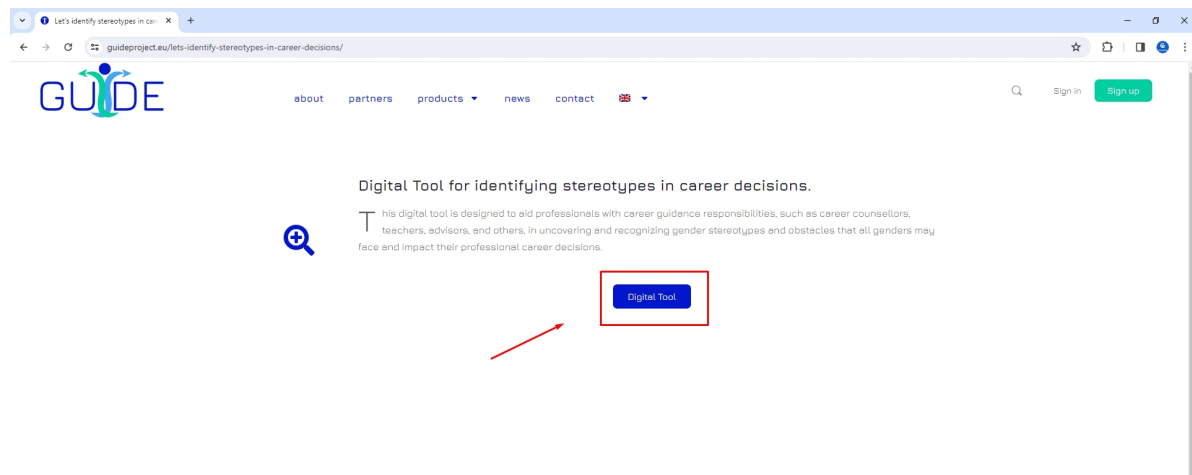 Let's identify stereotypes in car
guideproject.eu/lets-identify-stereotypes-in-career-decisions/
GUIDE
about partners products news contact
Sign in Sign up
Digital Tool for identifying stereotypes in career decisions.
This digital tool is designed to aid professionals with career guidance responsibilities, such as career counsellors,
teachers, advisors, and others, in uncovering and recognizing gender stereotypes and obstacles that all genders may
face and impact their professional career decisions.
Digital Tool